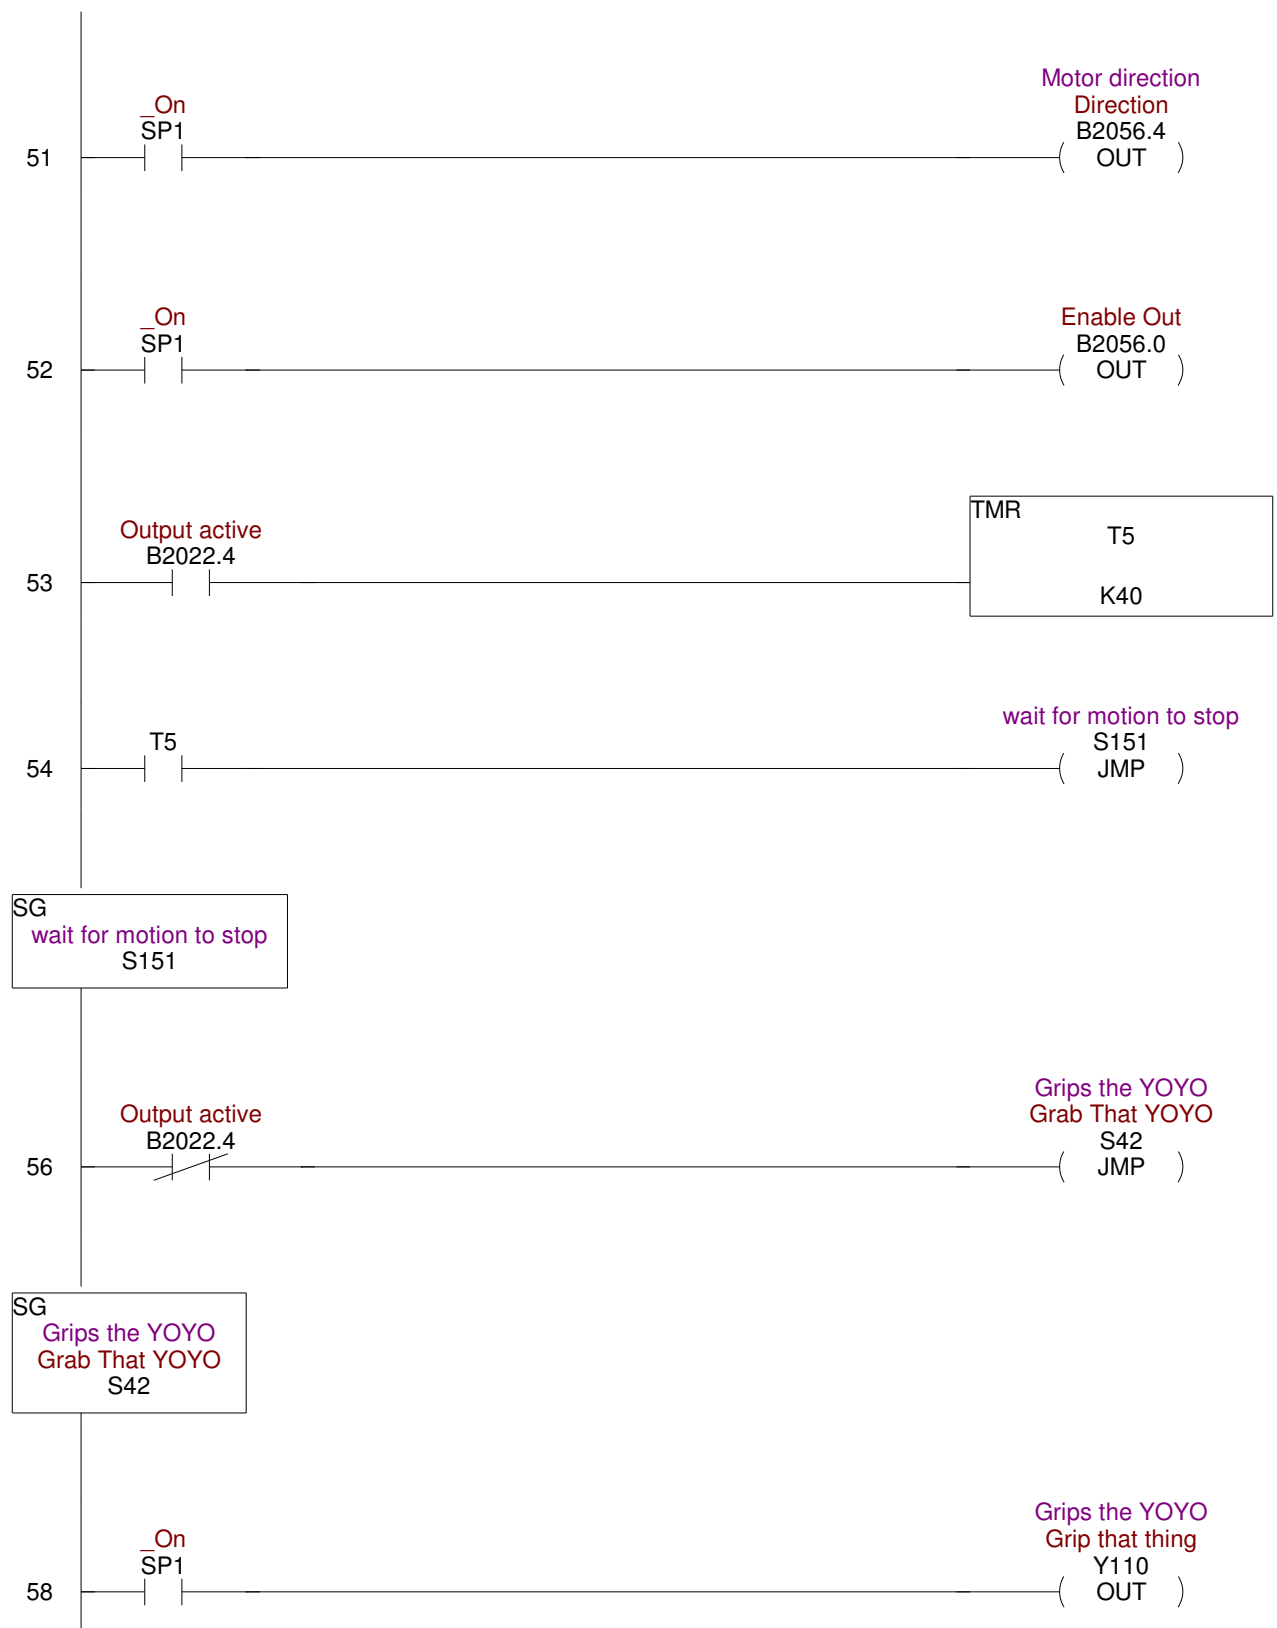 Motor direction
_On
Direction
SP1
B2056.4
51
OUT
_On
Enable Out
SP1
B2056.0
52
OUT
TMR
Output active
T5
B2022.4
53
K40
wait for motion to stop
T5
S151
54
JMP
SG
wait for motion to stop
S151
Grips the YOYO
Output active
Grab That YOYO
B2022.4
S42
56
JMP
SG
Grips the YOYO
Grab That YOYO
S42
Grips the YOYO
_On
Grip that thing
SP1
Y110
58
OUT